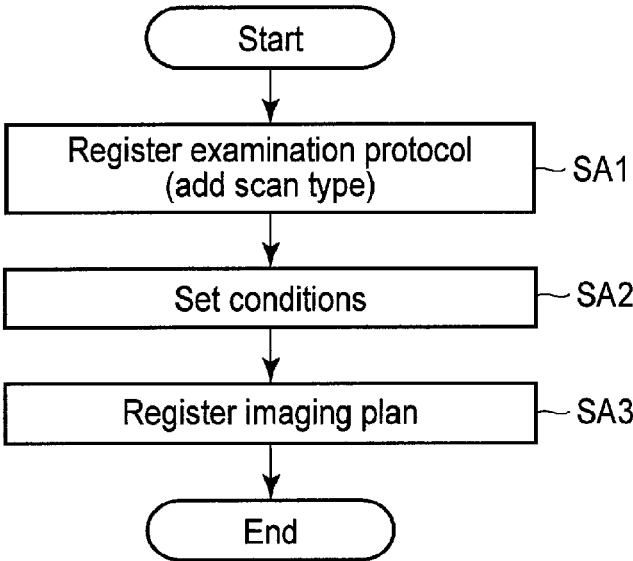 Start
Register examination protocol
(add scan type)
SA1
Set conditions
SA2
Register imaging plan
SA3
End